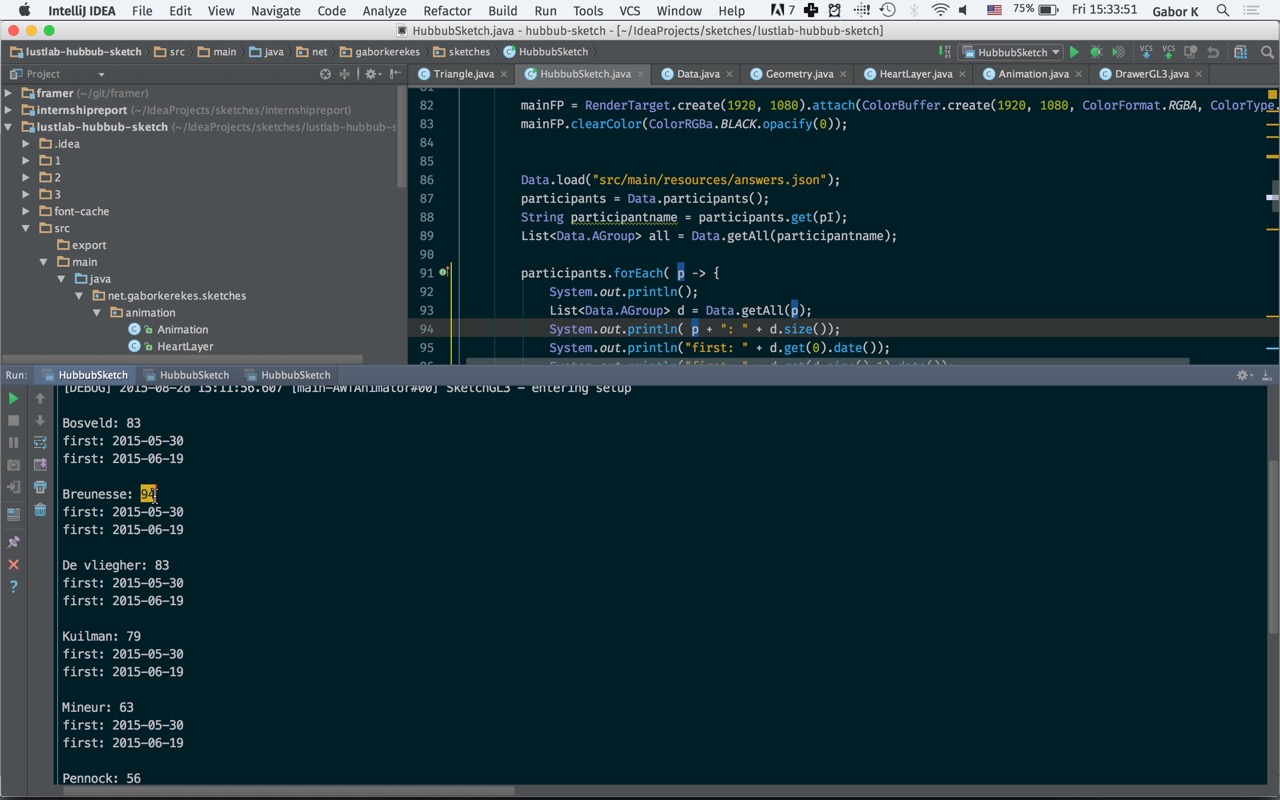 IntelliJ IDEA File Edit View Navigate Code Analyze Refactor Build Run Tools VCS Window Help 7 75% Fri 15:33:51 Gabor K
HubbubSketch.java - hubbub-sketch - [~/IdeaProjects/sketches/lustlab-hubbub-sketch]
lustlab-hubbub-sketch src main java net gaborkerekes sketches HubbubSketch HubbubSketch VCS VCS
Project Triangle.java HubbubSketch.java Data.java Geometry.java HeartLayer.java Animation.java DrawerGL3.java
framer (~/git/framer)
internshipreport (~/IdeaProjects/sketches/internshipreport)
lustlab-hubbub-sketch (~/IdeaProjects/sketches/lustlab-hubbub-s
.idea
1
2
3
font-cache
src
export
main
java
net.gaborkerekes.sketches
animation
Animation
HeartLayer
81
82 mainFP = RenderTarget.create(1920, 1080).attach(ColorBuffer.create(1920, 1080, ColorFormat.RGBA, ColorType.
83 mainFP.clearColor(ColorRGBa.BLACK.opacify(0));
84
85
86 Data.load("src/main/resources/answers.json");
87 participants = Data.participants();
88 String participantname = participants.get(pI);
89 List<Data.AGroup> all = Data.getAll(participantname);
90
91 participants.forEach( p -> {
92 System.out.println();
93 List<Data.AGroup> d = Data.getAll(p);
94 System.out.println( p + ": " + d.size());
95 System.out.println("first: " + d.get(0).date());
Run: HubbubSketch HubbubSketch HubbubSketch
[DEBUG] 2015-08-28 15:11:56.607 [main-AWTAnimator#00] SketchGL3 - entering setup
Bosveld: 83
first: 2015-05-30
first: 2015-06-19
Breunesse: 94
first: 2015-05-30
first: 2015-06-19
De vliegher: 83
first: 2015-05-30
first: 2015-06-19
Kuilman: 79
first: 2015-05-30
first: 2015-06-19
Mineur: 63
first: 2015-05-30
first: 2015-06-19
Pennock: 56